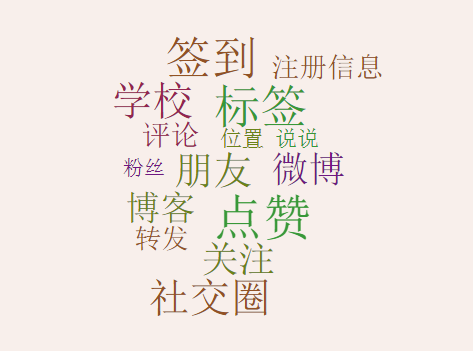 签到
注册信息
学校
标签
评论
位置
说说
粉丝
朋友
微博
博客
点赞
转发
关注
社交圈